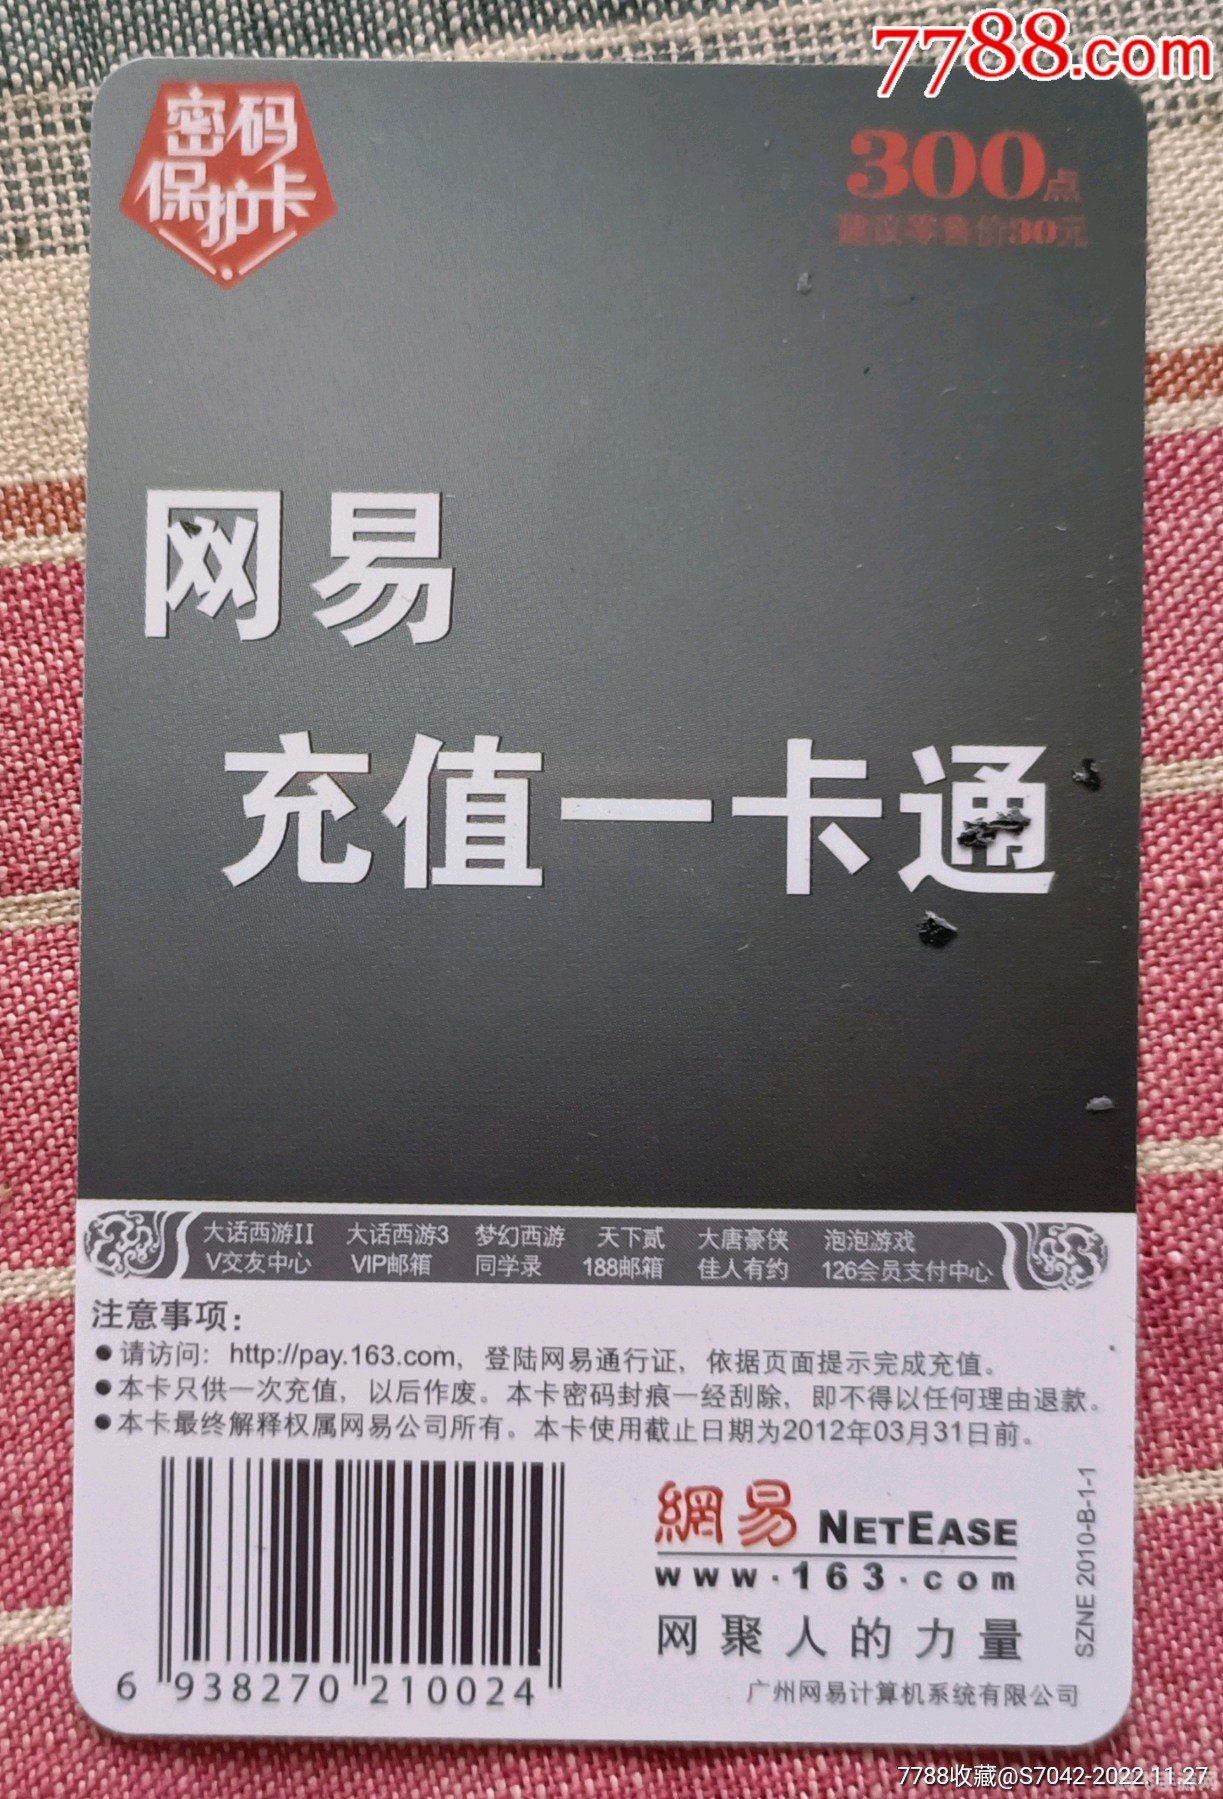 7788.com
密码
保护卡
300点
建议零售价30元
网易
充值一卡通
大话西游II 大话西游3 梦幻西游 天下贰 大唐豪侠 泡泡游戏
V交友中心 VIP邮箱 同学录 188邮箱 佳人有约 126会员支付中心
注意事项：
●请访问：http://pay.163.com，登陆网易通行证，依据页面提示完成充值。
●本卡只供一次充值，以后作废。本卡密码封痕一经刮除，即不得以任何理由退款。
●本卡最终解释权属网易公司所有。本卡使用截止日期为2012年03月31日前。
網易 NETEASE
www.163.com
网聚人的力量
广州网易计算机系统有限公司
SZNE 2010-B-1-1
6 938270 210024
7788收藏@S7042-2022.11.27